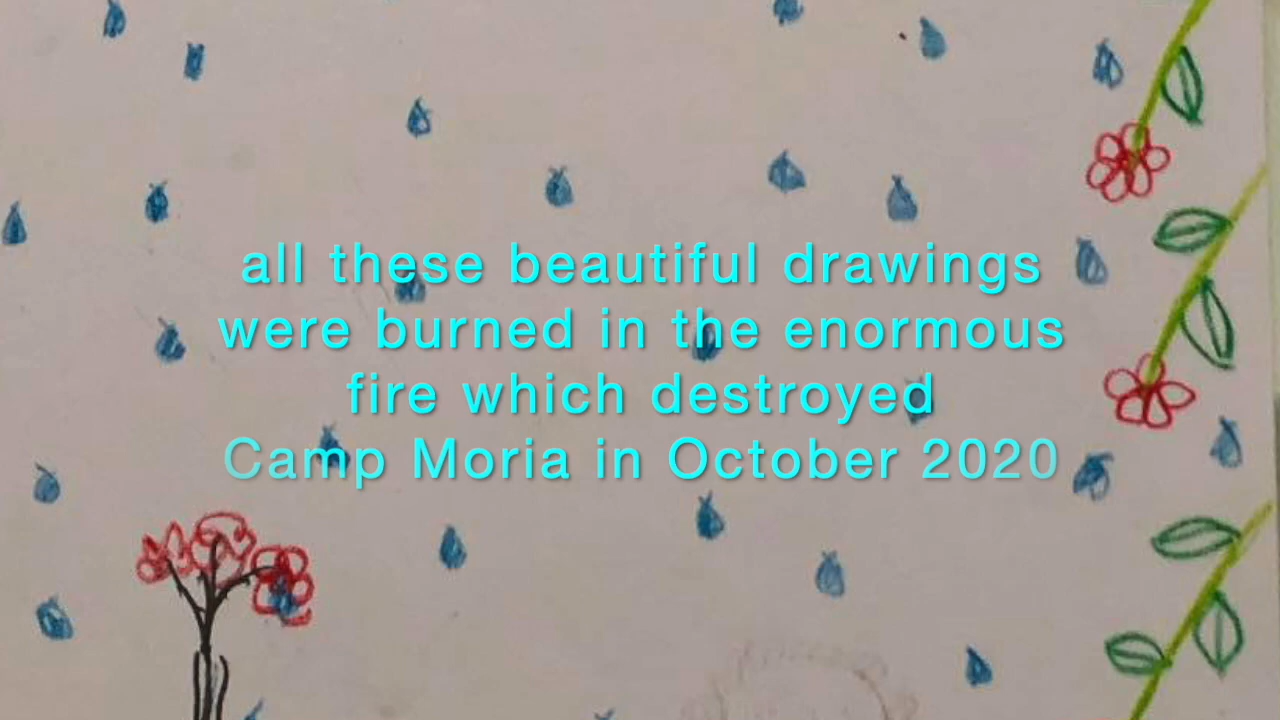 all these beautiful drawings
were burned in the enormous
fire which destroyed
Camp Moria in October 2020